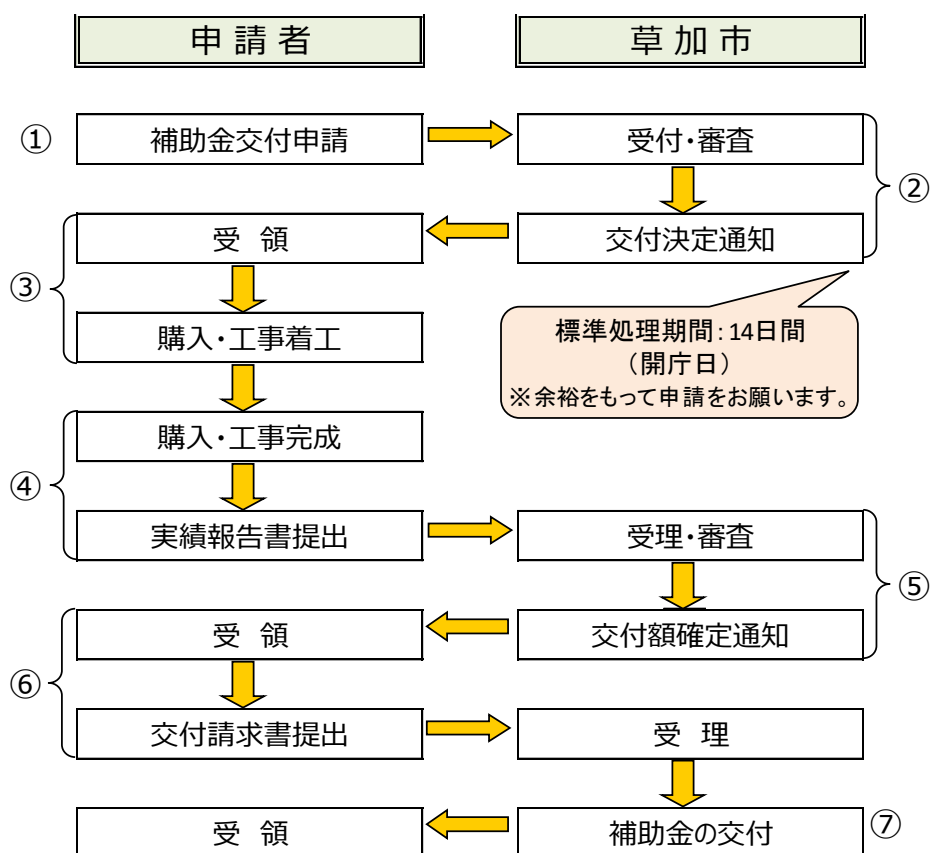 申請者
草加市
①
補助金交付申請
受付・審査
②
受 領
交付決定通知
③
購入・工事着工
標準処理期間：14日間
（開庁日）
※余裕をもって申請をお願います。
購入・工事完成
④
実績報告書提出
受理・審査
⑤
受 領
交付額確定通知
⑥
交付請求書提出
受 理
受 領
補助金の交付
⑦